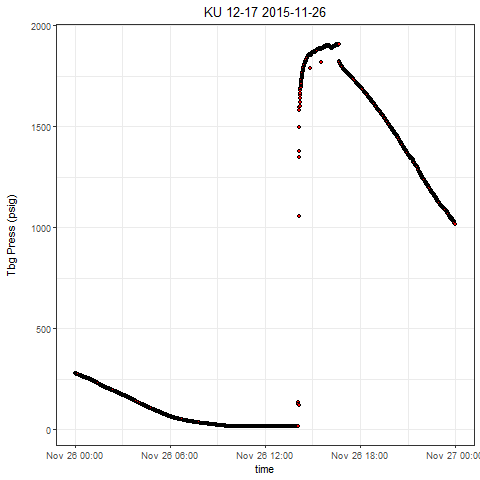 KU 12-17 2015-11-26
2000
1500
1000
500
0
Tbg Press (psig)
Nov 26 00:00 Nov 26 06:00 Nov 26 12:00 Nov 26 18:00 Nov 27 00:00
time